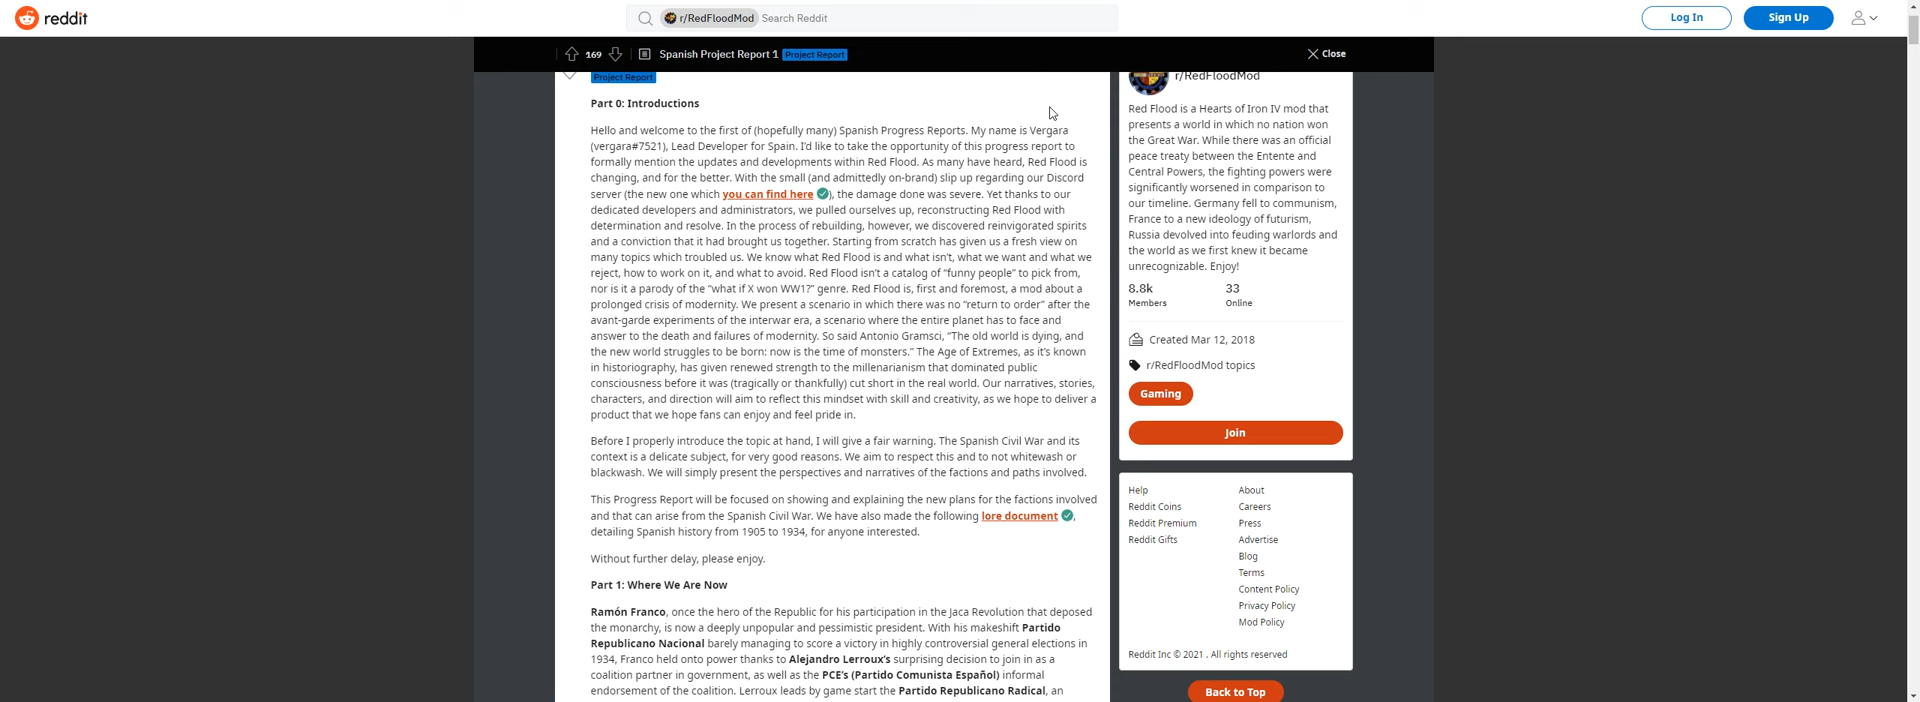 reddit
r/RedFloodMod Search Reddit
Log In
Sign Up
169
Spanish Project Report 1 Project Report
Close
Project Report
Part 0: Introductions
Hello and welcome to the first of (hopefully many) Spanish Progress Reports. My name is Vergara
(vergara#7521), Lead Developer for Spain. I'd like to take the opportunity of this progress report to
formally mention the updates and developments within Red Flood. As many have heard, Red Flood is
changing, and for the better. With the small (and admittedly on-brand) slip up regarding our Discord
server (the new one which you can find here ), the damage done was severe. Yet thanks to our
dedicated developers and administrators, we pulled ourselves up, reconstructing Red Flood with
determination and resolve. In the process of rebuilding, however, we discovered reinvigorated spirits
and a conviction that it had brought us together. Starting from scratch has given us a fresh view on
many topics which troubled us. We know what Red Flood is and what isn't, what we want and what we
reject, how to work on it, and what to avoid. Red Flood isn't a catalog of “funny people” to pick from,
nor is it a parody of the “what if X won WW1?” genre. Red Flood is, first and foremost, a mod about a
prolonged crisis of modernity. We present a scenario in which there was no “return to order” after the
avant-garde experiments of the interwar era, a scenario where the entire planet has to face and
answer to the death and failures of modernity. So said Antonio Gramsci, “The old world is dying, and
the new world struggles to be born: now is the time of monsters.” The Age of Extremes, as it's known
in historiography, has given renewed strength to the millenarianism that dominated public
consciousness before it was (tragically or thankfully) cut short in the real world. Our narratives, stories,
characters, and direction will aim to reflect this mindset with skill and creativity, as we hope to deliver a
product that we hope fans can enjoy and feel pride in.
Before I properly introduce the topic at hand, I will give a fair warning. The Spanish Civil War and its
context is a delicate subject, for very good reasons. We aim to respect this and to not whitewash or
blackwash. We will simply present the perspectives and narratives of the factions and paths involved.
This Progress Report will be focused on showing and explaining the new plans for the factions involved
and that can arise from the Spanish Civil War. We have also made the following lore document ,
detailing Spanish history from 1905 to 1934, for anyone interested.
Without further delay, please enjoy.
Part 1: Where We Are Now
Ramón Franco, once the hero of the Republic for his participation in the Jaca Revolution that deposed
the monarchy, is now a deeply unpopular and pessimistic president. With his makeshift Partido
Republicano Nacional barely managing to score a victory in highly controversial general elections in
1934, Franco held onto power thanks to Alejandro Lerroux's surprising decision to join in as a
coalition partner in government, as well as the PCE's (Partido Comunista Español) informal
endorsement of the coalition. Lerroux leads by game start the Partido Republicano Radical, an
r/RedFloodMod
Red Flood is a Hearts of Iron IV mod that
presents a world in which no nation won
the Great War. While there was an official
peace treaty between the Entente and
Central Powers, the fighting powers were
significantly worsened in comparison to
our timeline. Germany fell to communism,
France to a new ideology of futurism,
Russia devolved into feuding warlords and
the world as we first knew it became
unrecognizable. Enjoy!
8.8k 33
Members Online
Created Mar 12, 2018
r/RedFloodMod topics
Gaming
Join
Help About
Reddit Coins Careers
Reddit Premium Press
Reddit Gifts Advertise
Blog
Terms
Content Policy
Privacy Policy
Mod Policy
Reddit Inc © 2021 . All rights reserved
Back to Top